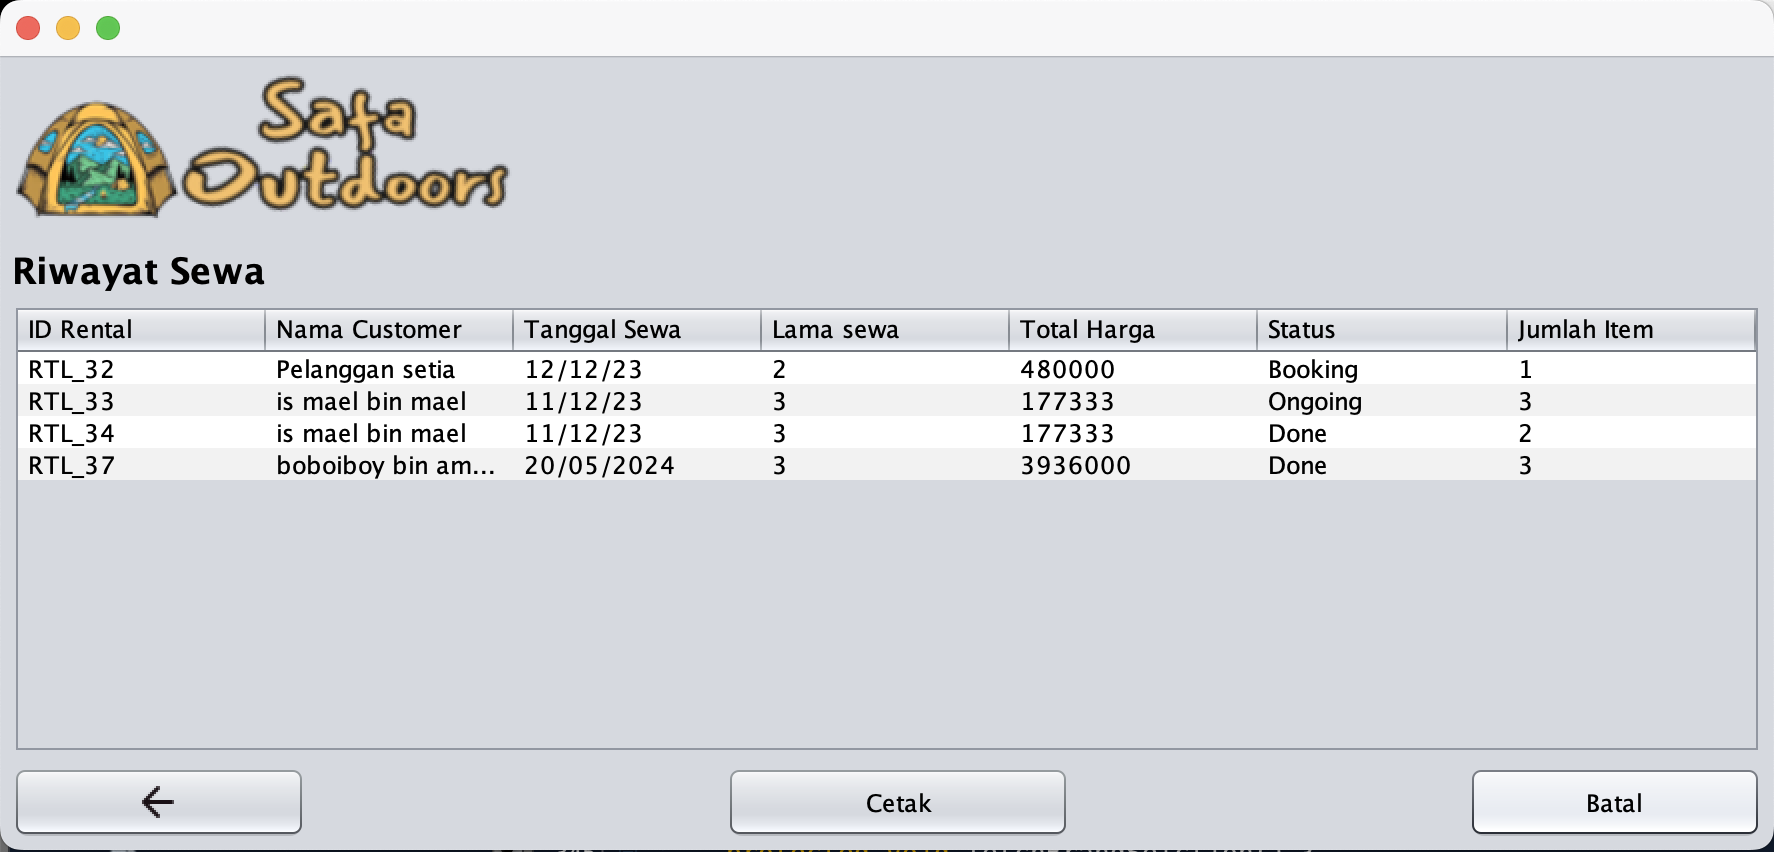 Safa
Outdoors
Riwayat Sewa
ID Rental Nama Customer Tanggal Sewa Lama sewa Total Harga Status Jumlah Item
RTL_32 Pelanggan setia 12/12/23 2 480000 Booking 1
RTL_33 is mael bin mael 11/12/23 3 177333 Ongoing 3
RTL_34 is mael bin mael 11/12/23 3 177333 Done 2
RTL_37 boboiboy bin am... 20/05/2024 3 3936000 Done 3
← Cetak Batal